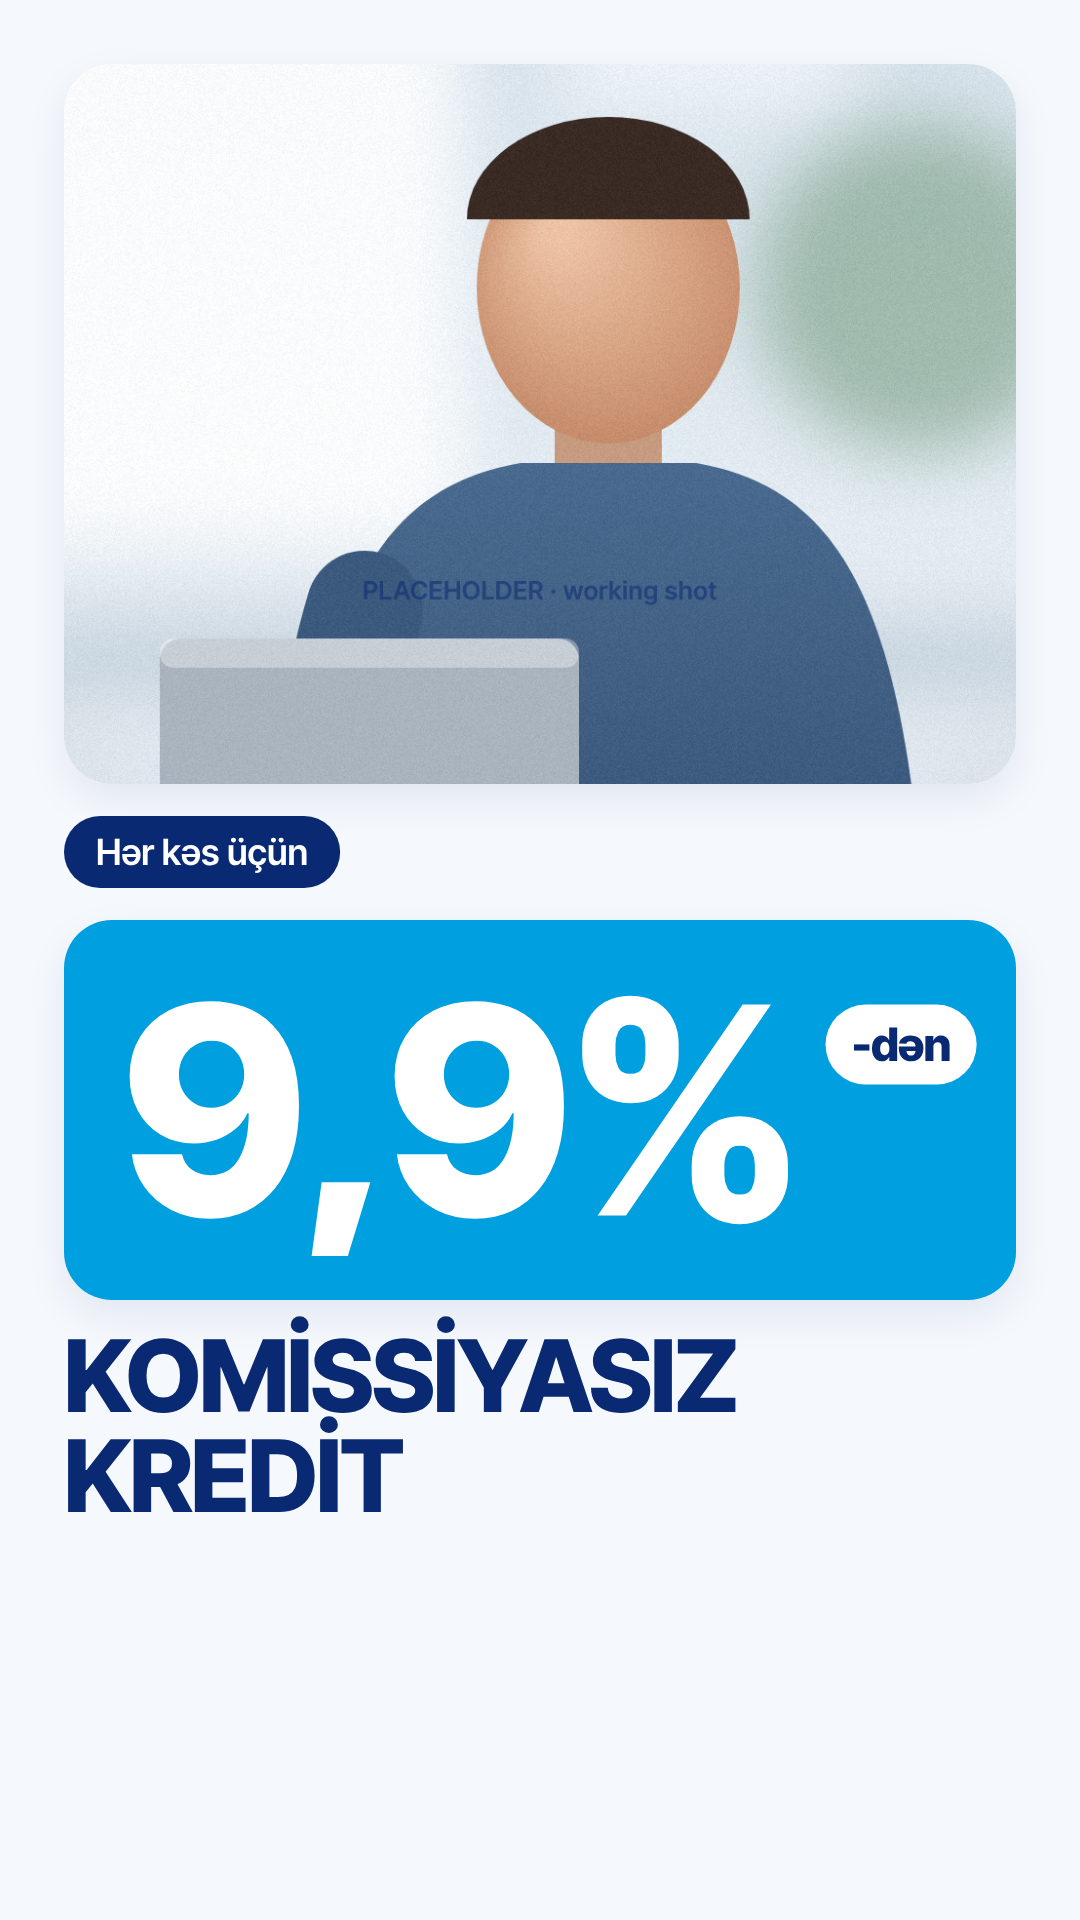 PLACEHOLDER · working shot
Hər kəs üçün
9,9% -dən
KOMİSSİYASIZ
KREDİT